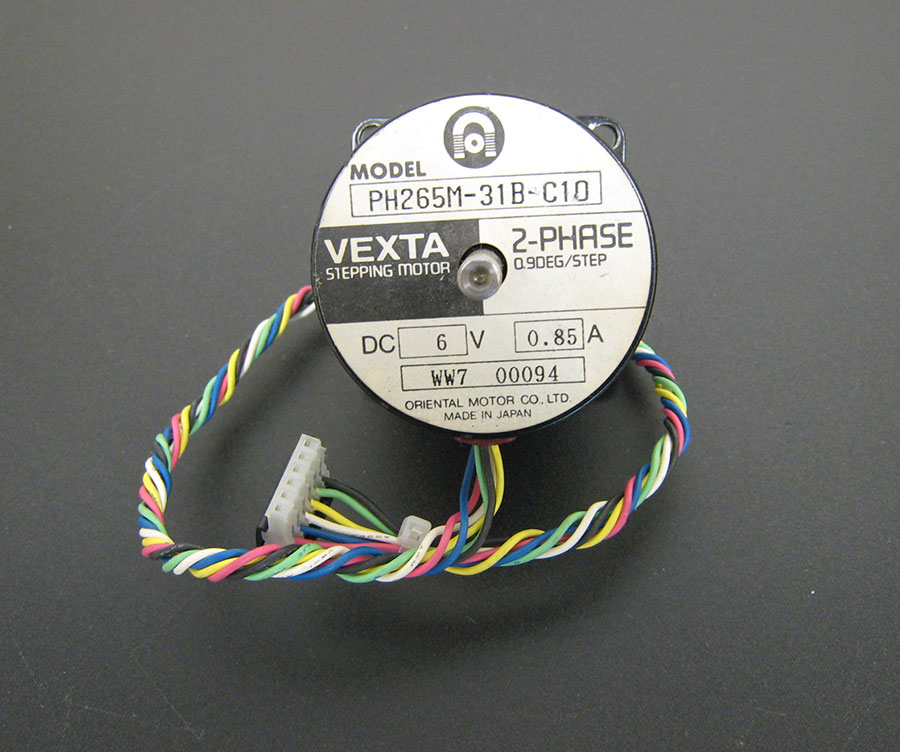 MODEL
PH265M-31B-C10
VEXTA
STEPPING MOTOR
2-PHASE
0.9DEG/STEP
DC 6 V 0.85 A
WW7 00094
ORIENTAL MOTOR CO., LTD.
MADE IN JAPAN